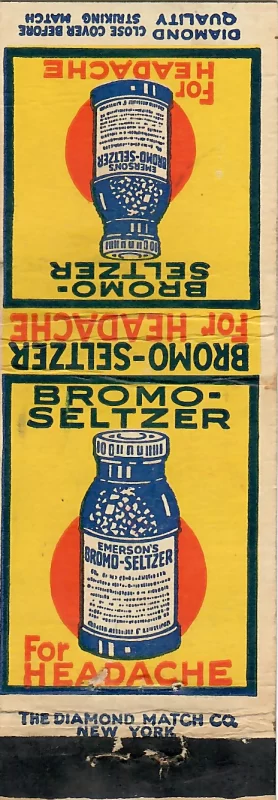 DIAMOND
QUALITY
CLOSE COVER BEFORE
STRIKING MATCH
For
HEADACHE
EMERSON'S
BROMO-SELTZER
BROMO-
SELTZER
For HEADACHE
BROMO-SELTZER
BROMO-
SELTZER
EMERSON'S
BROMO-SELTZER
For
HEADACHE
THE DIAMOND MATCH CO.
NEW YORK